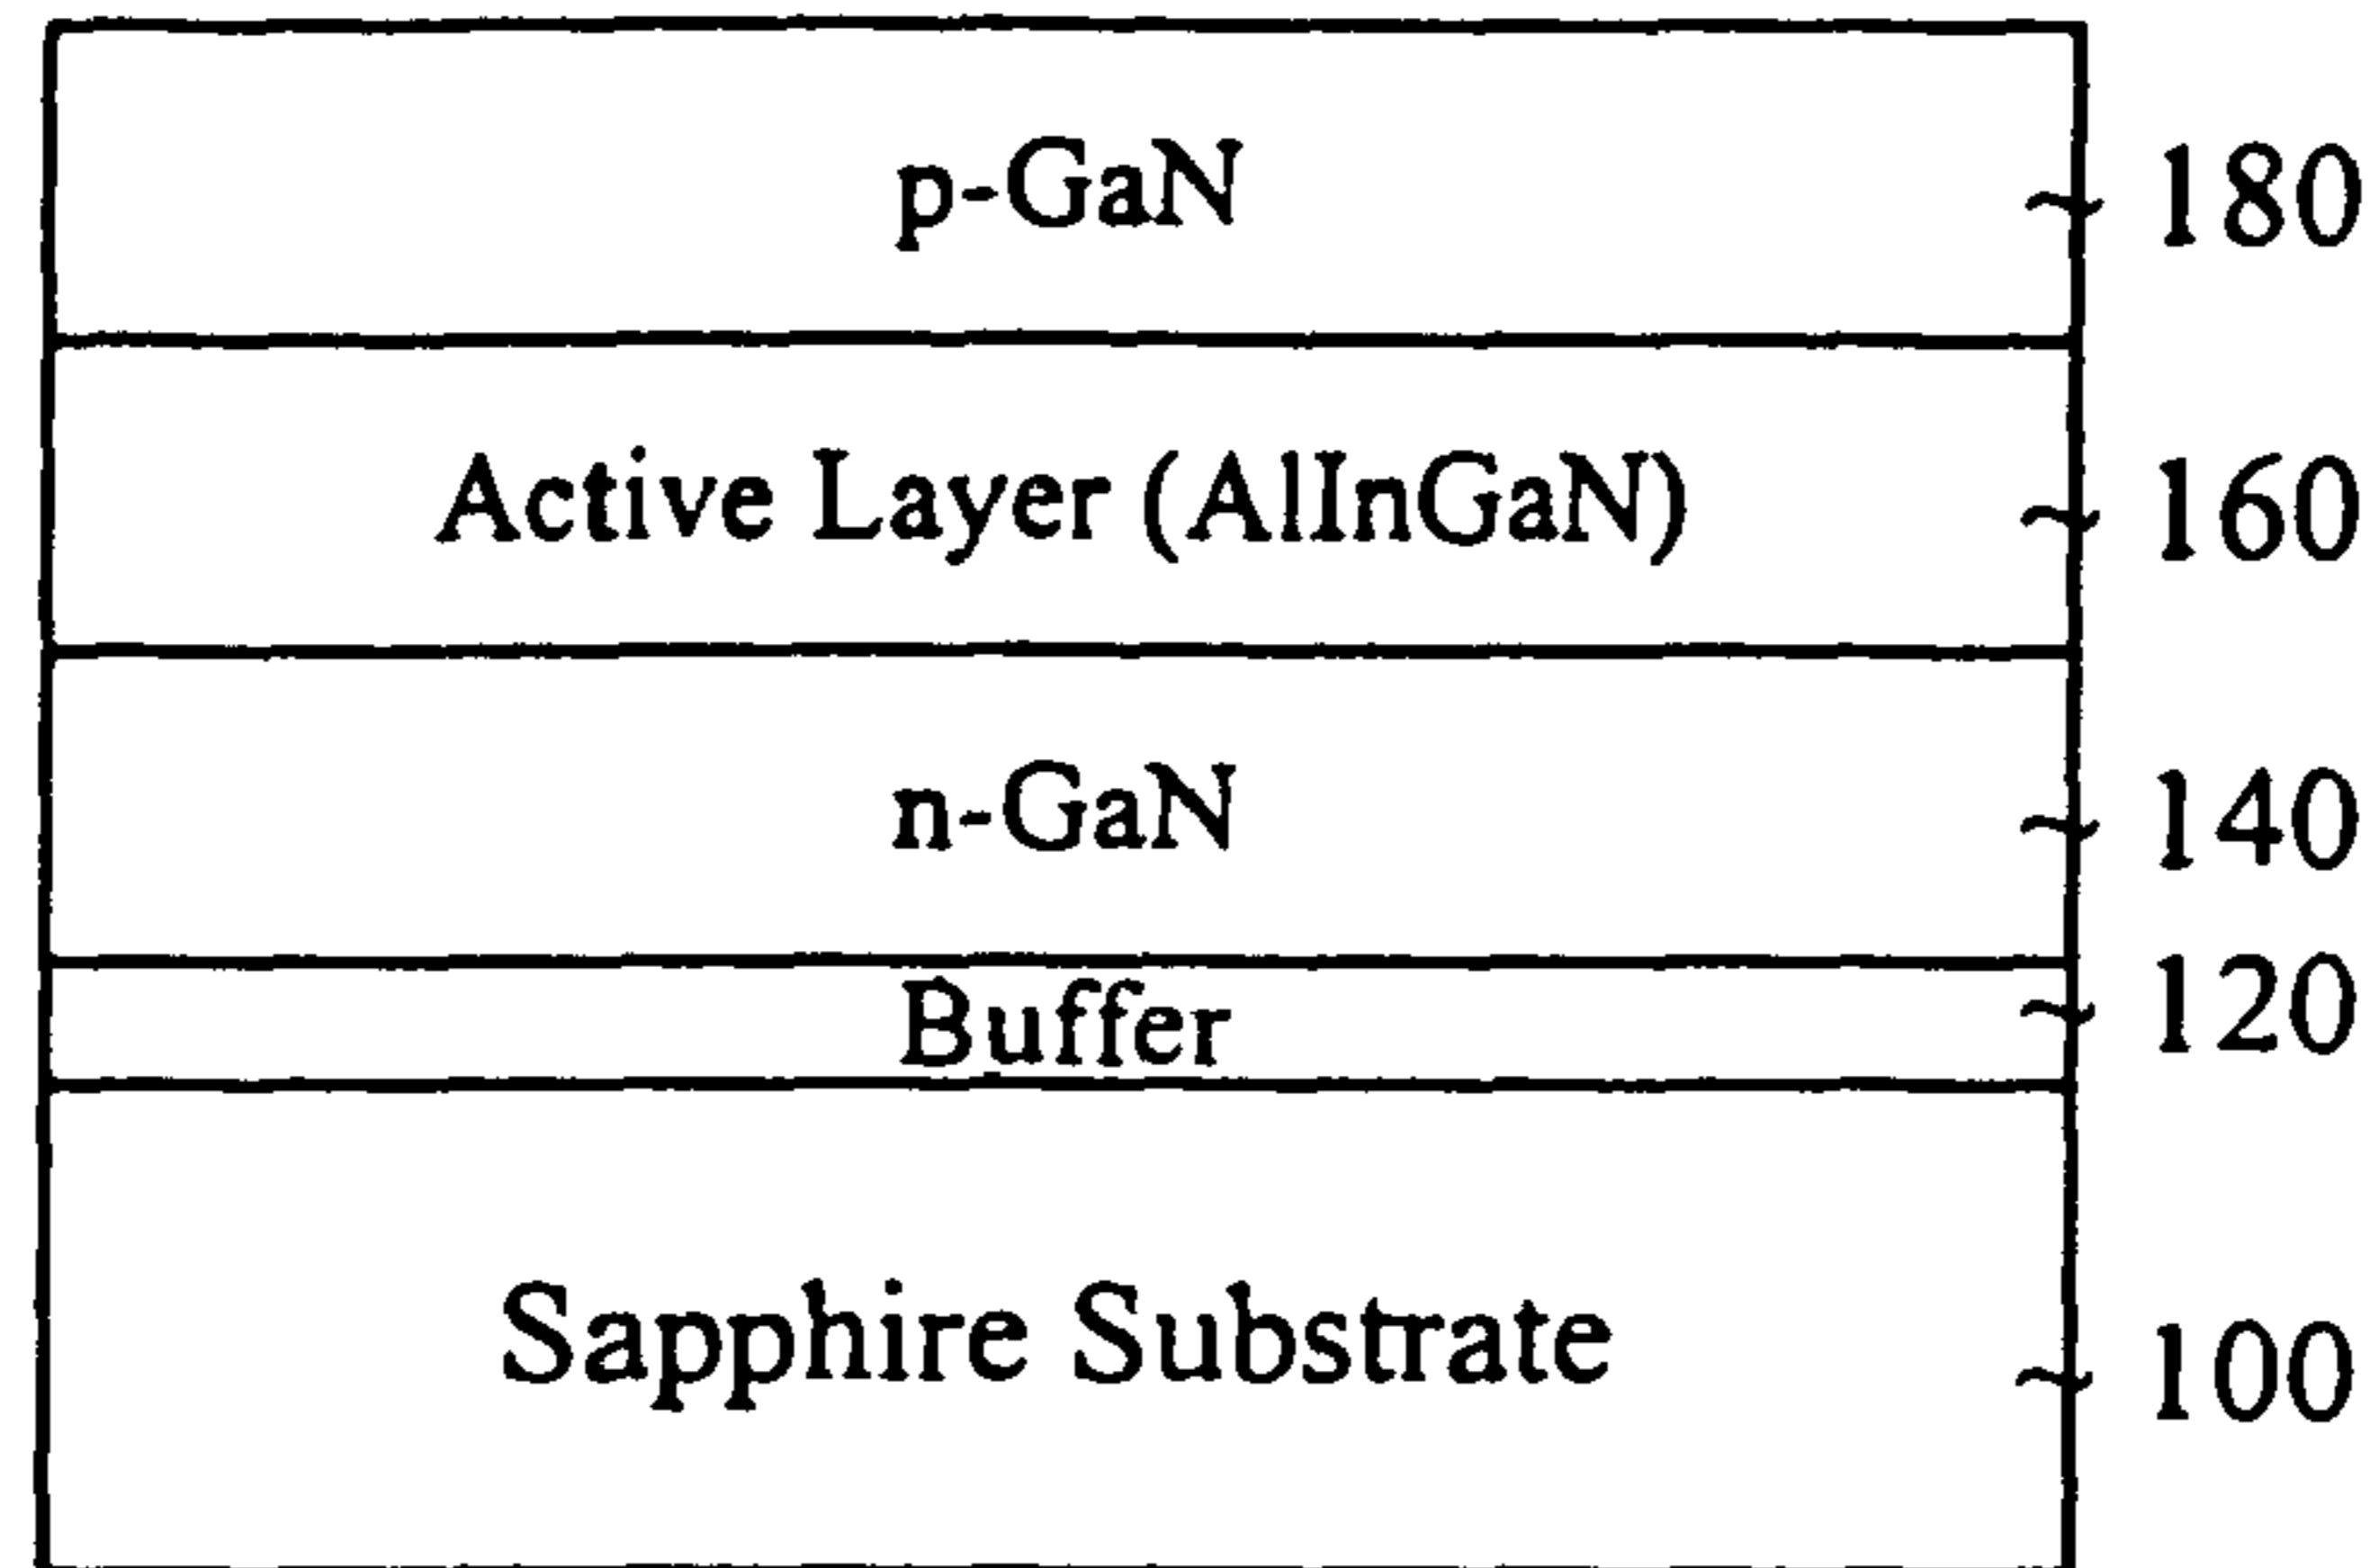 p-GaN 180
Active Layer (AlInGaN) 160
n-GaN 140
Buffer 120
Sapphire Substrate 100